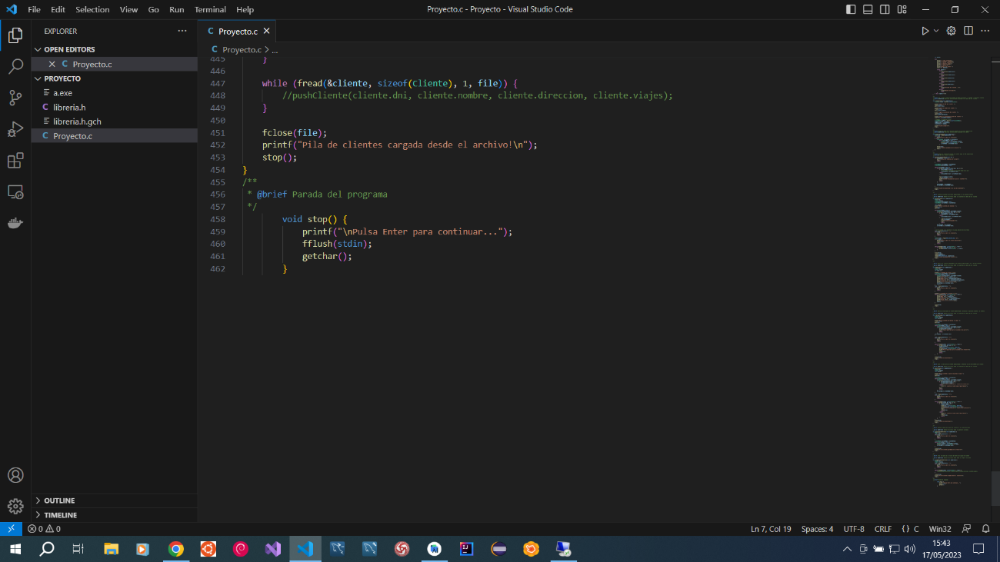 File Edit Selection View Go Run Terminal Help
Proyecto.c - Proyecto - Visual Studio Code
EXPLORER
OPEN EDITORS
Proyecto.c
PROYECTO
a.exe
libreria.h
libreria.h.gch
Proyecto.c
OUTLINE
TIMELINE
Proyecto.c
Proyecto.c > ...
445 }
446
447 while (fread(&cliente, sizeof(Cliente), 1, file)) {
448 //pushCliente(cliente.dni, cliente.nombre, cliente.direccion, cliente.viajes);
449 }
450
451 fclose(file);
452 printf("Pila de clientes cargada desde el archivo!\n");
453 stop();
454 }
455 /**
456 * @brief Parada del programa
457 */
458 void stop() {
459 printf("\nPulsa Enter para continuar...");
460 fflush(stdin);
461 getchar();
462 }
0 0
Ln 7, Col 19 Spaces: 4 UTF-8 CRLF {} C Win32
15:43
17/05/2023